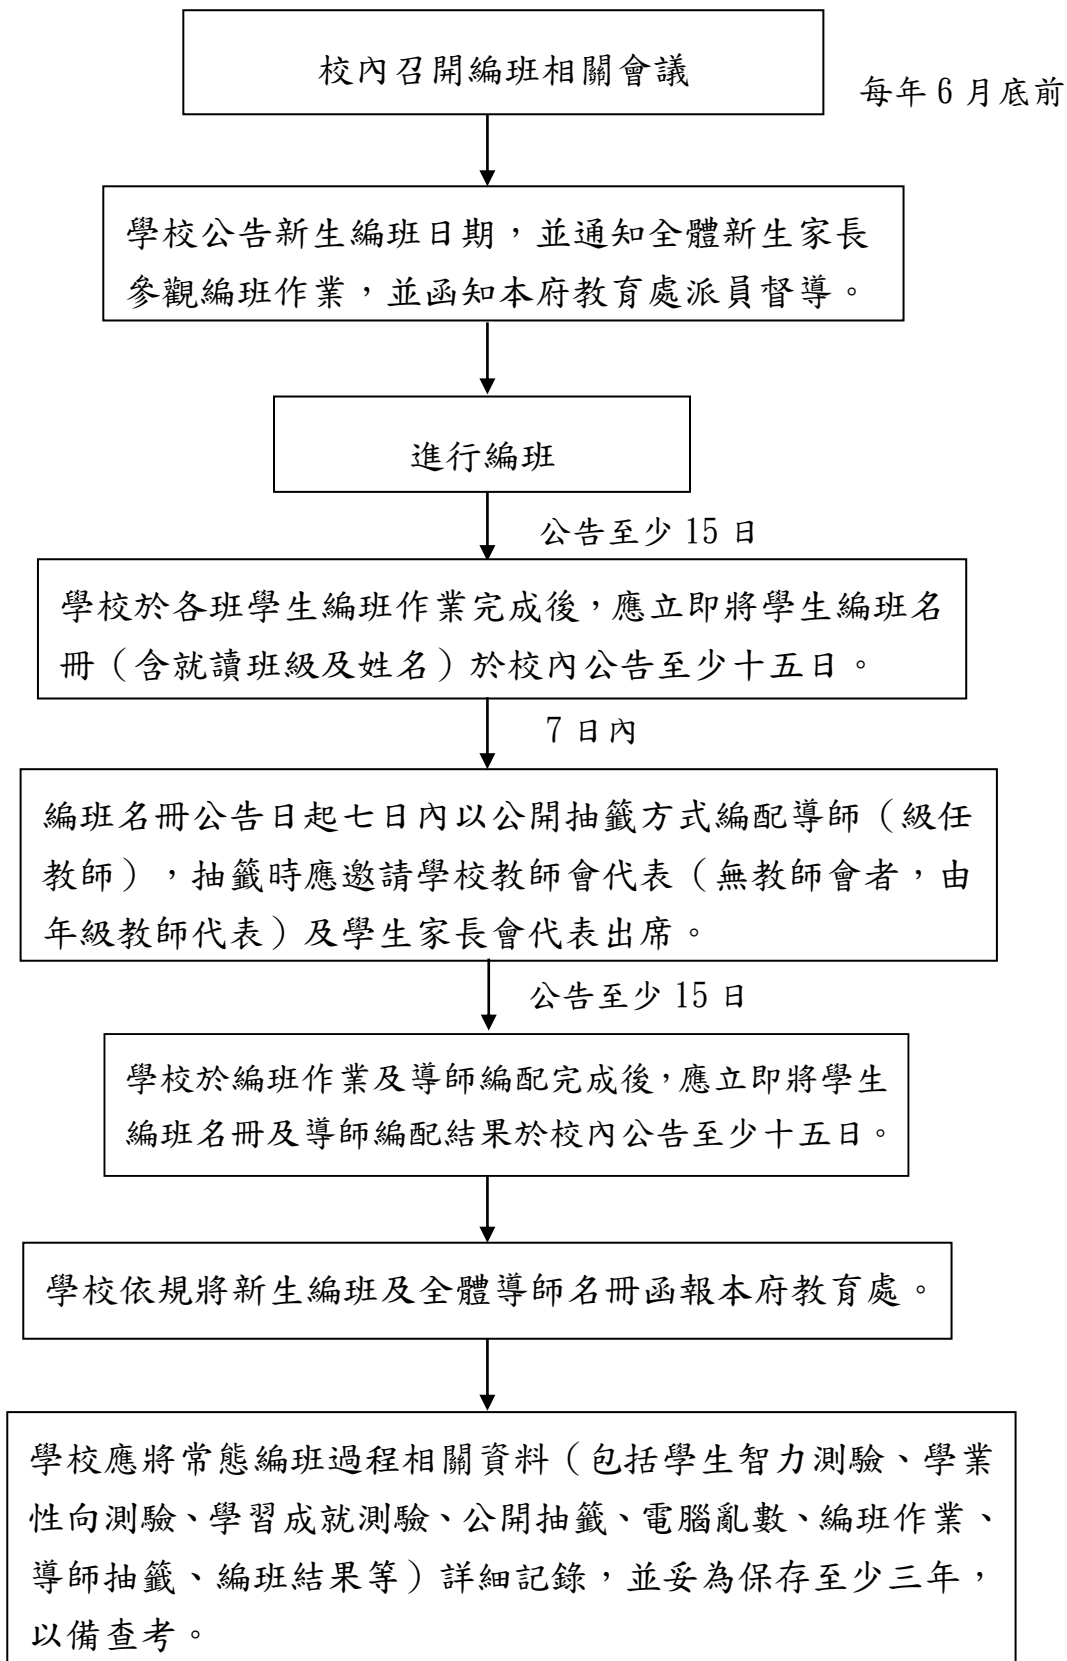 校內召開編班相關會議
每年 6 月底前
學校公告新生編班日期，並通知全體新生家長
參觀編班作業，並函知本府教育處派員督導。
進行編班
公告至少 15 日
學校於各班學生編班作業完成後，應立即將學生編班名
冊（含就讀班級及姓名）於校內公告至少十五日。
7 日內
編班名冊公告日起七日內以公開抽籤方式編配導師（級任
教師），抽籤時應邀請學校教師會代表（無教師會者，由
年級教師代表）及學生家長會代表出席。
公告至少 15 日
學校於編班作業及導師編配完成後，應立即將學生
編班名冊及導師編配結果於校內公告至少十五日。
學校依規將新生編班及全體導師名冊函報本府教育處。
學校應將常態編班過程相關資料（包括學生智力測驗、學業
性向測驗、學習成就測驗、公開抽籤、電腦亂數、編班作業、
導師抽籤、編班結果等）詳細記錄，並妥為保存至少三年，
以備查考。